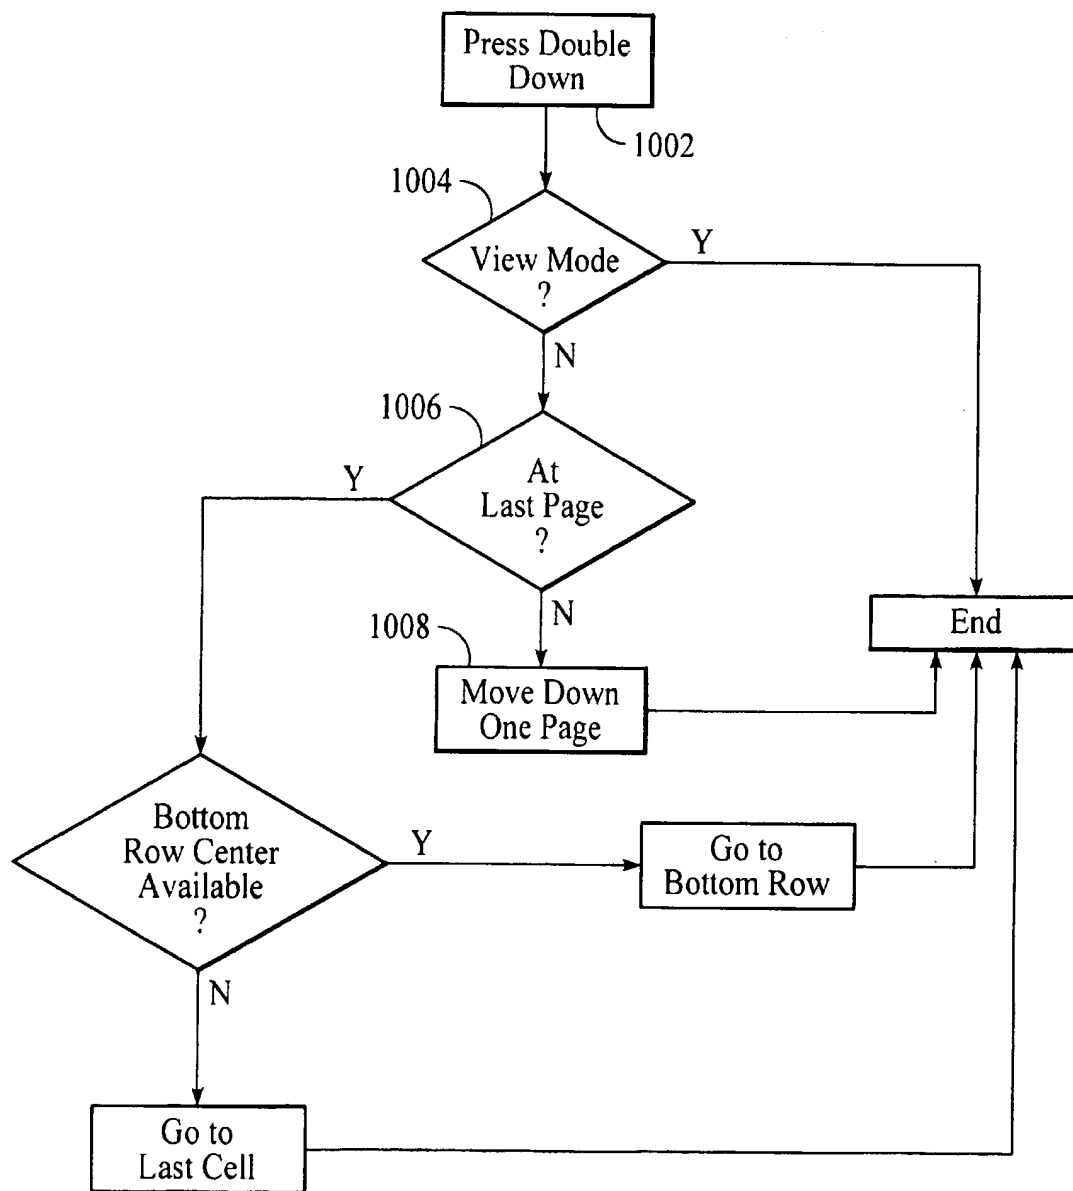 Press Double
Down
1002
1004
View Mode
?
Y
N
1006
At
Last Page
?
Y
N
End
1008
Move Down
One Page
Bottom
Row Center
Available
?
Y
Go to
Bottom Row
N
Go to
Last Cell